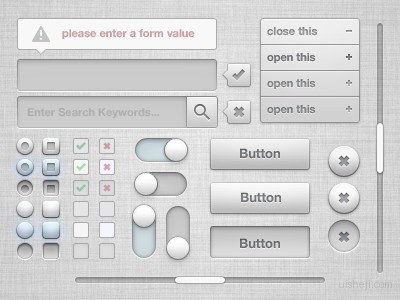 please enter a form value
close this
open this
open this
open this
Enter Search Keywords...
Button
Button
Button
uishell.com